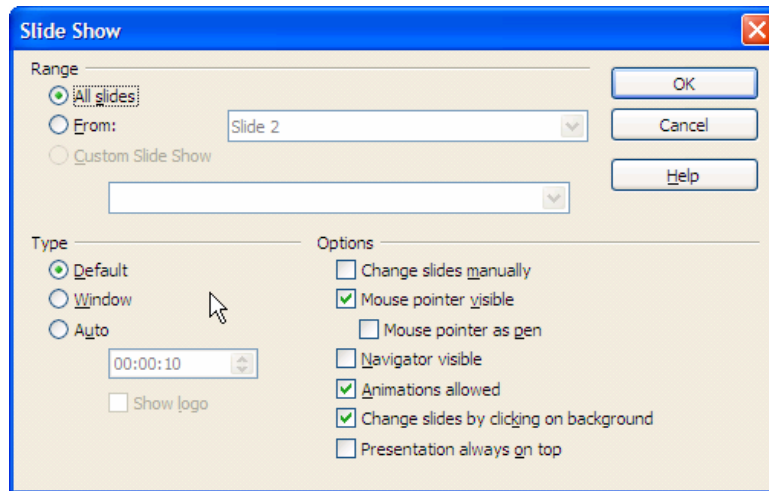 Slide Show
Range
All slides
OK
From:
Slide 2
Cancel
Custom Slide Show
Help
Type
Options
Default
Change slides manually
Window
Mouse pointer visible
Auto
Mouse pointer as pen
00:00:10
Navigator visible
Show logo
Animations allowed
Change slides by clicking on background
Presentation always on top